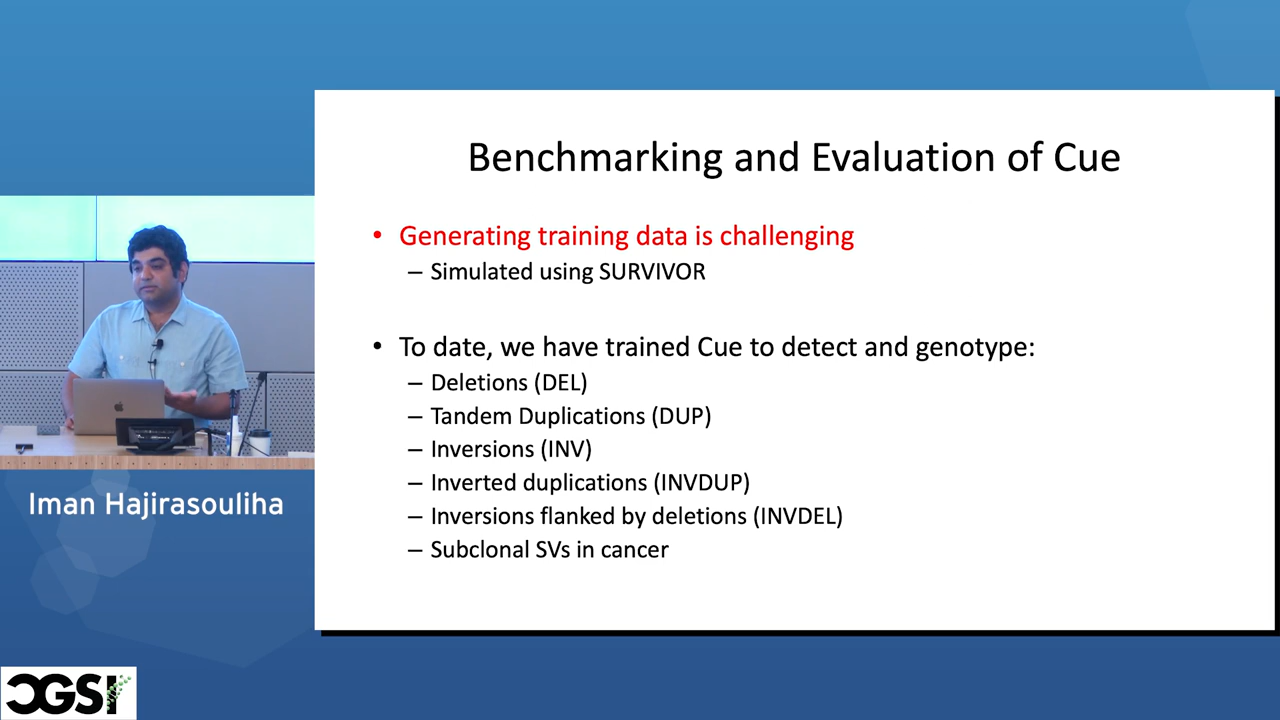 Benchmarking and Evaluation of Cue
• Generating training data is challenging
– Simulated using SURVIVOR
• To date, we have trained Cue to detect and genotype:
– Deletions (DEL)
– Tandem Duplications (DUP)
– Inversions (INV)
– Inverted duplications (INVDUP)
– Inversions flanked by deletions (INVDEL)
– Subclonal SVs in cancer
Iman Hajirasouliha
CGSI